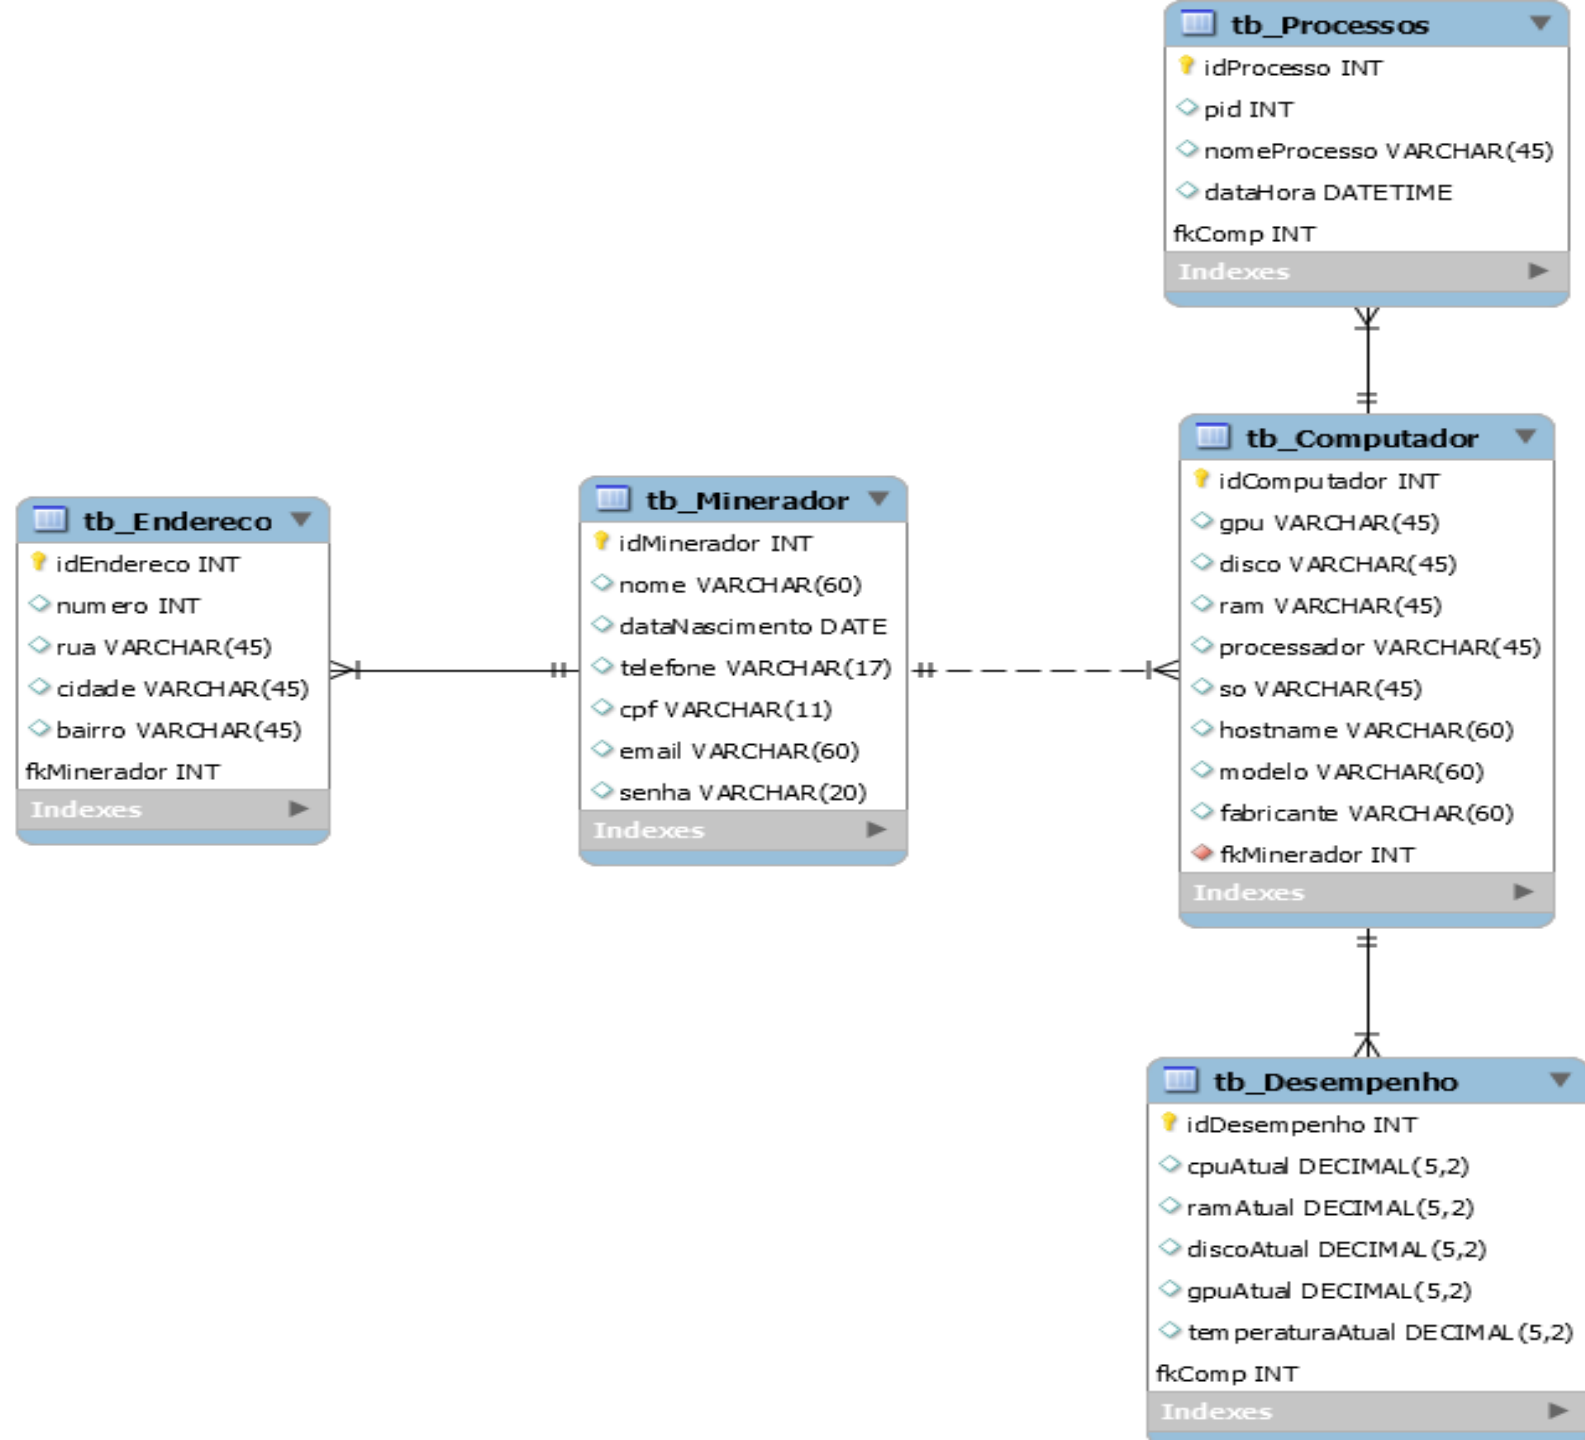 tb_Processos
idProcesso INT
pid INT
nomeProcesso VARCHAR(45)
dataHora DATETIME
fkComp INT
Indexes
tb_Endereco
idEndereco INT
numero INT
rua VARCHAR(45)
cidade VARCHAR(45)
bairro VARCHAR(45)
fkMinerador INT
Indexes
tb_Minerador
idMinerador INT
nome VARCHAR(60)
dataNascimento DATE
telefone VARCHAR(17)
cpf VARCHAR(11)
email VARCHAR(60)
senha VARCHAR(20)
Indexes
tb_Computador
idComputador INT
gpu VARCHAR(45)
disco VARCHAR(45)
ram VARCHAR(45)
processador VARCHAR(45)
so VARCHAR(45)
hostname VARCHAR(60)
modelo VARCHAR(60)
fabricante VARCHAR(60)
fkMinerador INT
Indexes
tb_Desempenho
idDesempenho INT
cpuAtual DECIMAL(5,2)
ramAtual DECIMAL(5,2)
discoAtual DECIMAL(5,2)
gpuAtual DECIMAL(5,2)
temperaturaAtual DECIMAL(5,2)
fkComp INT
Indexes